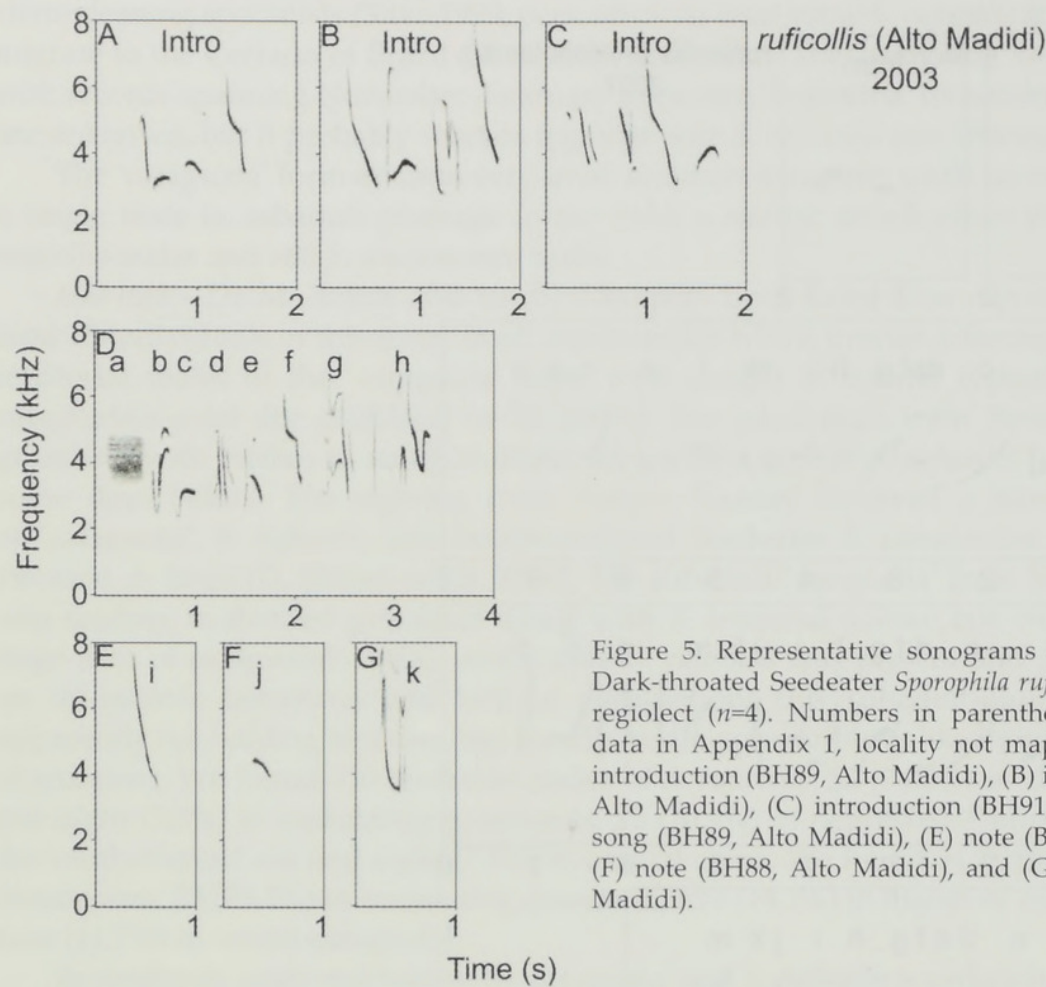 A Intro
B Intro
C Intro
ruficollis (Alto Madidi)
2003
8
6
4
2
0
1 2
1 2
1 2
D
a b c d e f g h
8
6
4
2
0
1 2 3 4
Frequency (kHz)
E i
F j
G k
8
6
4
2
0
1
1
1
Time (s)
Figure 5. Representative sonograms
Dark-throated Seedeater Sporophila
regiolect (n=4). Numbers in
data in Appendix 1, locality not
introduction (BH89, Alto Madidi), (B)
Alto Madidi), (C) introduction (BH91
song (BH89, Alto Madidi), (E) note
(F) note (BH88, Alto Madidi), and
Madidi).